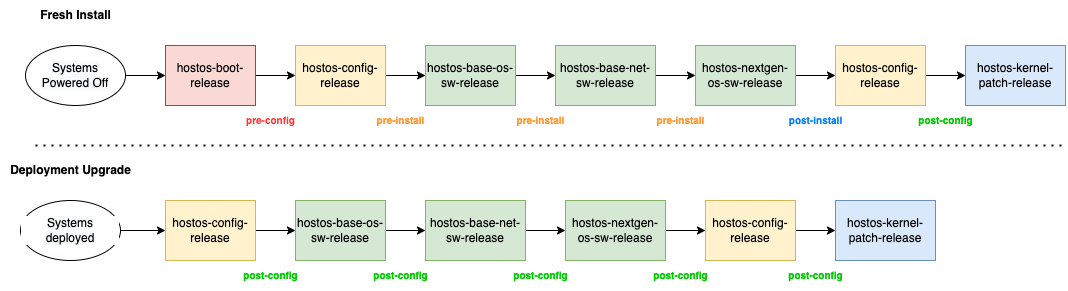 Fresh Install
Systems
Powered Off
hostos-boot-
release
hostos-config-
release
hostos-base-os-
sw-release
hostos-base-net-
sw-release
hostos-nextgen-
os-sw-release
hostos-config-
release
hostos-kernel-
patch-release
pre-config
pre-install
pre-install
pre-install
post-install
post-config
Deployment Upgrade
Systems
deployed
hostos-config-
release
hostos-base-os-
sw-release
hostos-base-net-
sw-release
hostos-nextgen-
os-sw-release
hostos-config-
release
hostos-kernel-
patch-release
post-config
post-config
post-config
post-config
post-config